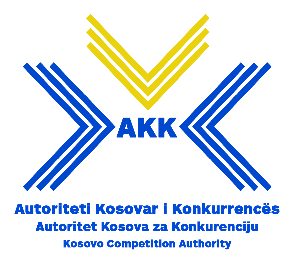 AKK
Autoriteti Kosovar i Konkurrencës
Autoritet Kosova za Konkurenciju
Kosovo Competition Authority